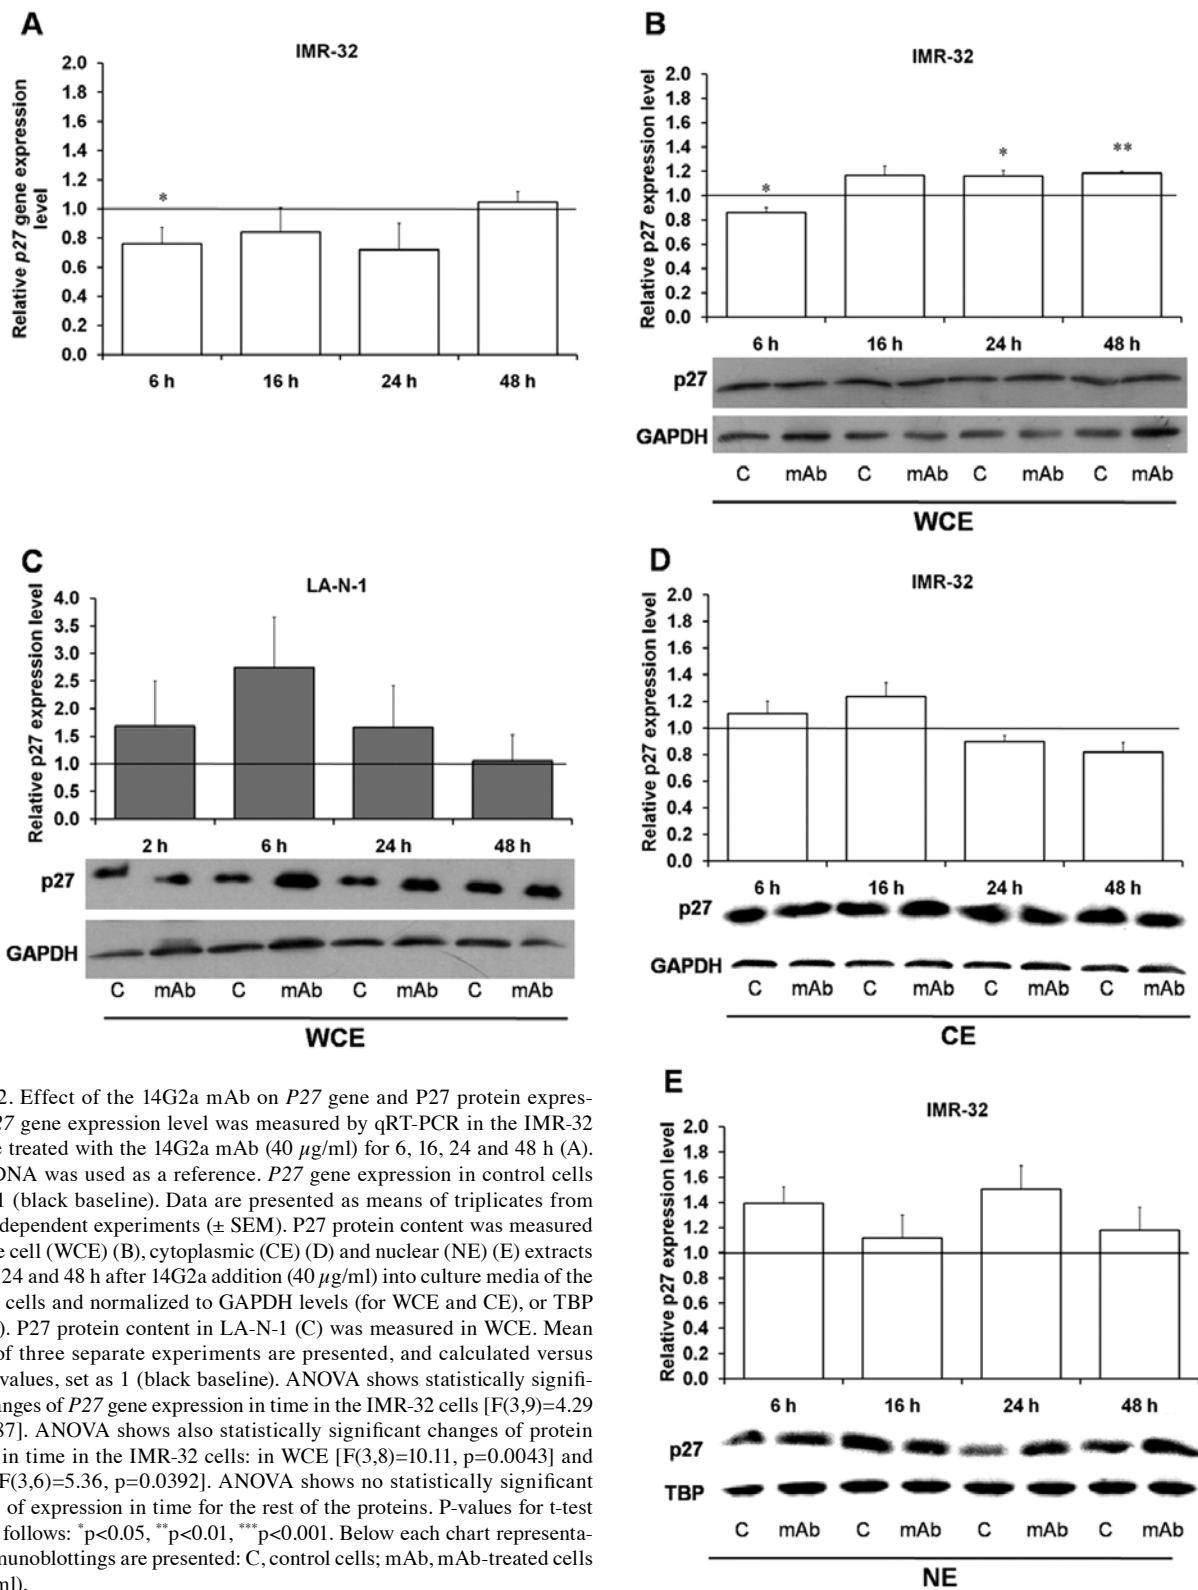 A
IMR-32
Relative p27 gene expression
level
2.0
1.8
1.6
1.4
1.2
1.0
0.8
0.6
0.4
0.2
0.0
*
6 h 16 h 24 h 48 h
B
IMR-32
Relative p27 expression level
2.0
1.8
1.6
1.4
1.2
1.0
0.8
0.6
0.4
0.2
0.0
* * **
6 h 16 h 24 h 48 h
p27
GAPDH
C mAb C mAb C mAb C mAb
WCE
C
LA-N-1
Relative p27 expression level
4.0
3.5
3.0
2.5
2.0
1.5
1.0
0.5
0.0
2 h 6 h 24 h 48 h
p27
GAPDH
C mAb C mAb C mAb C mAb
WCE
D
IMR-32
Relative p27 expression level
2.0
1.8
1.6
1.4
1.2
1.0
0.8
0.6
0.4
0.2
0.0
6 h 16 h 24 h 48 h
p27
GAPDH
C mAb C mAb C mAb C mAb
CE
2. Effect of the 14G2a mAb on P27 gene and P27 protein expres-
27 gene expression level was measured by qRT-PCR in the IMR-32
e treated with the 14G2a mAb (40 µg/ml) for 6, 16, 24 and 48 h (A).
DNA was used as a reference. P27 gene expression in control cells
1 (black baseline). Data are presented as means of triplicates from
dependent experiments (± SEM). P27 protein content was measured
e cell (WCE) (B), cytoplasmic (CE) (D) and nuclear (NE) (E) extracts
24 and 48 h after 14G2a addition (40 µg/ml) into culture media of the
cells and normalized to GAPDH levels (for WCE and CE), or TBP
). P27 protein content in LA-N-1 (C) was measured in WCE. Mean
of three separate experiments are presented, and calculated versus
values, set as 1 (black baseline). ANOVA shows statistically signifi-
anges of P27 gene expression in time in the IMR-32 cells [F(3,9)=4.29
87]. ANOVA shows also statistically significant changes of protein
in time in the IMR-32 cells: in WCE [F(3,8)=10.11, p=0.0043] and
F(3,6)=5.36, p=0.0392]. ANOVA shows no statistically significant
of expression in time for the rest of the proteins. P-values for t-test
follows: *p<0.05, **p<0.01, ***p<0.001. Below each chart representa-
munoblottings are presented: C, control cells; mAb, mAb-treated cells
ml).
E
IMR-32
Relative p27 expression level
2.0
1.8
1.6
1.4
1.2
1.0
0.8
0.6
0.4
0.2
0.0
6 h 16 h 24 h 48 h
p27
TBP
C mAb C mAb C mAb C mAb
NE